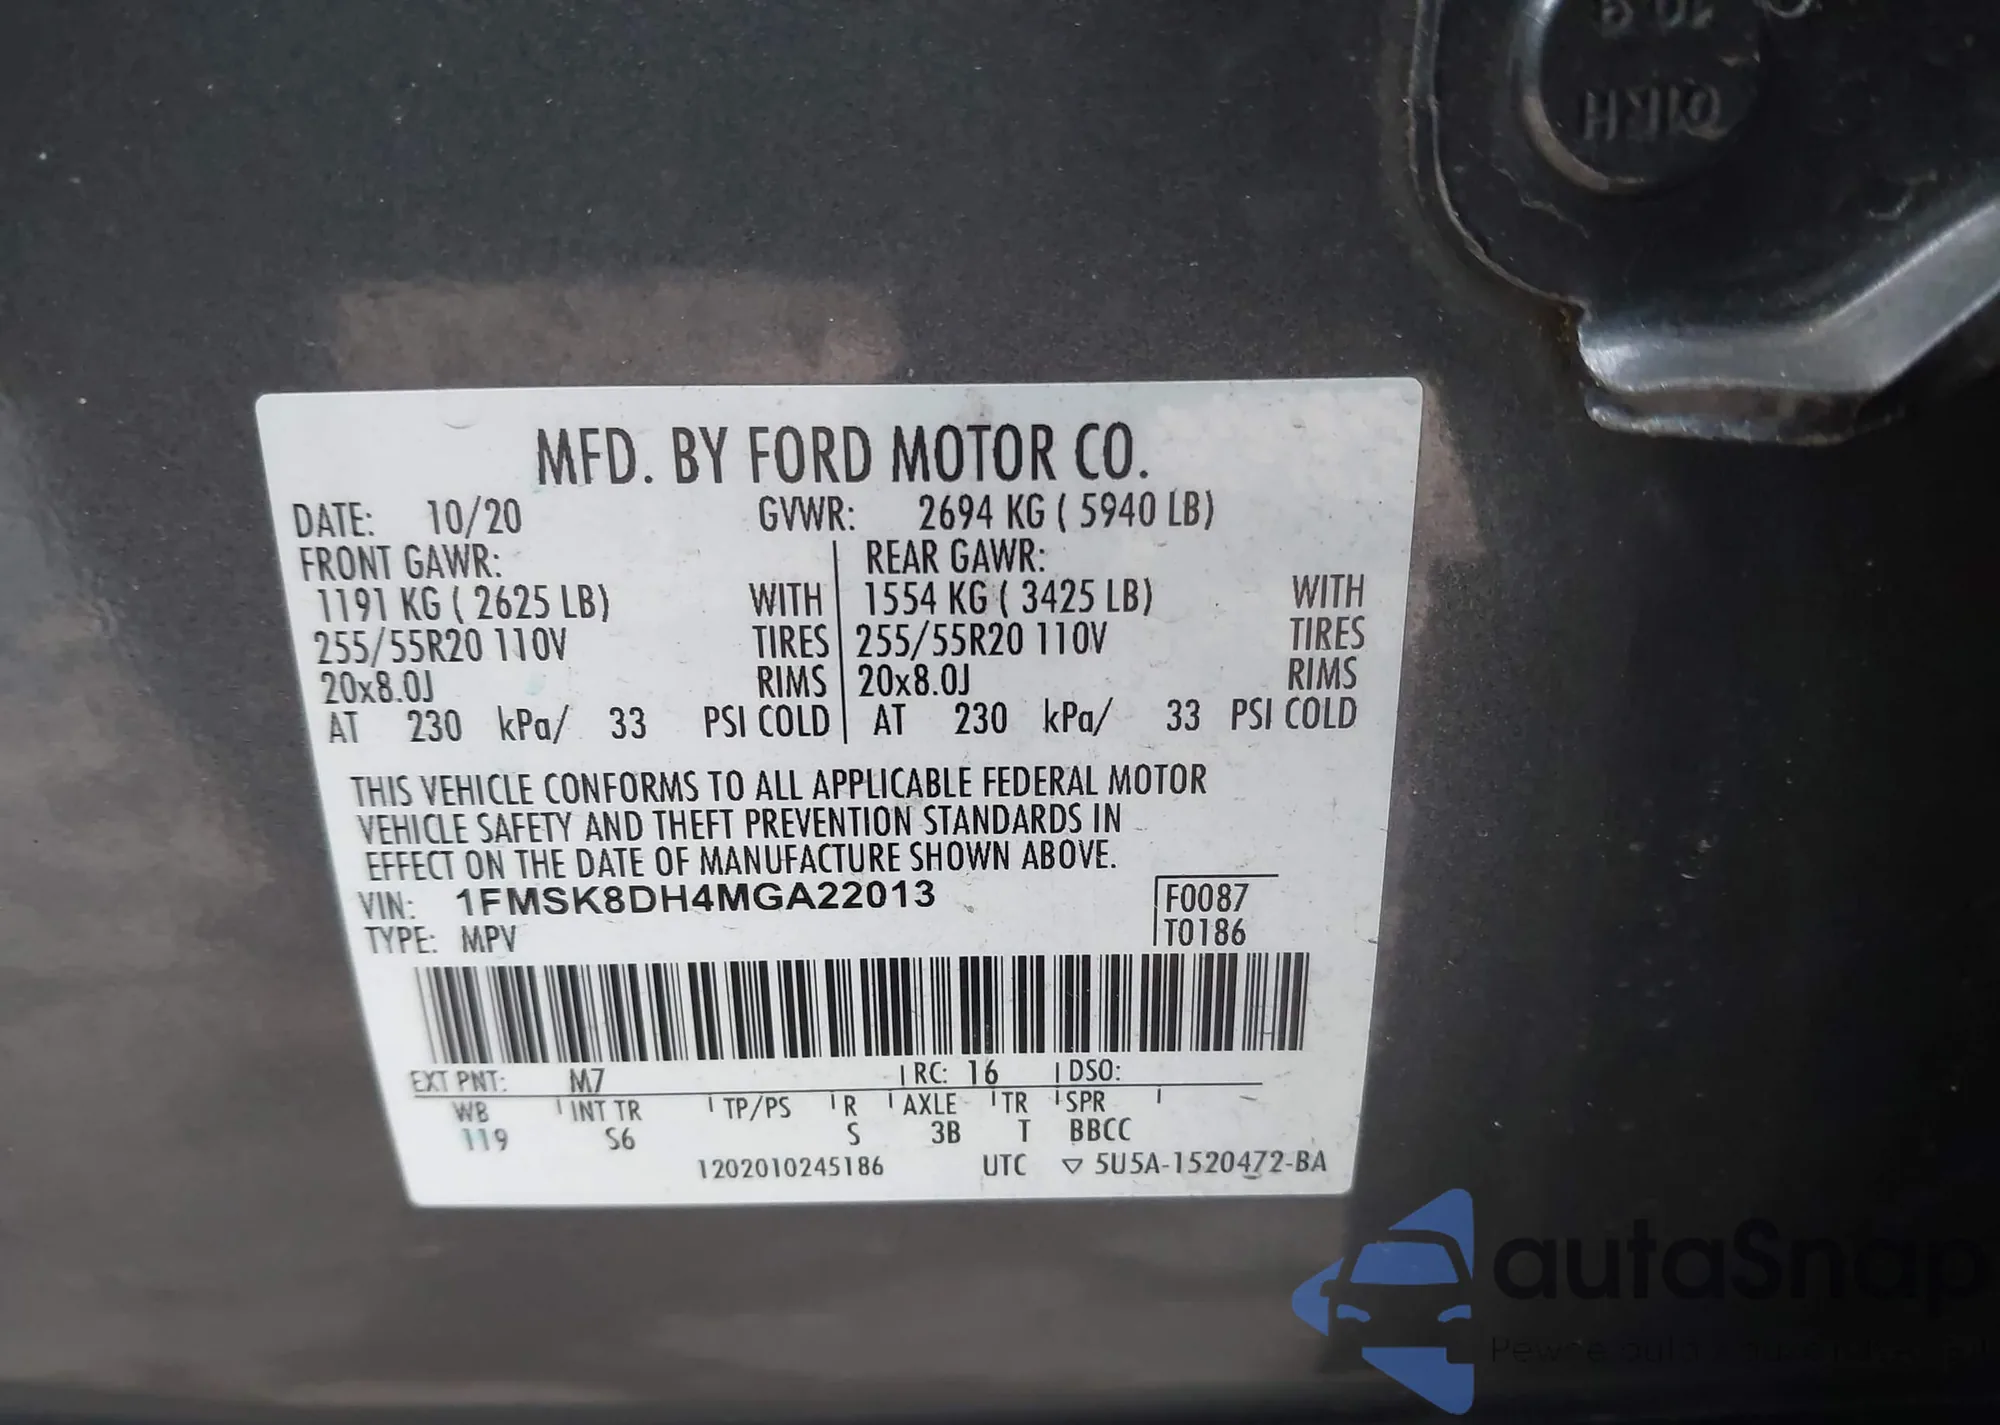 MFD. BY FORD MOTOR CO.
DATE: 10/20 GVWR: 2694 KG ( 5940 LB)
FRONT GAWR: REAR GAWR:
1191 KG ( 2625 LB) WITH 1554 KG ( 3425 LB) WITH
255/55R20 110V TIRES 255/55R20 110V TIRES
20x8.0J RIMS 20x8.0J RIMS
AT 230 kPa/ 33 PSI COLD AT 230 kPa/ 33 PSI COLD
THIS VEHICLE CONFORMS TO ALL APPLICABLE FEDERAL MOTOR
VEHICLE SAFETY AND THEFT PREVENTION STANDARDS IN
EFFECT ON THE DATE OF MANUFACTURE SHOWN ABOVE.
VIN: 1FMSK8DH4MGA22013 F0087
TYPE: MPV T0186
EXT PNT: M7 RC: 16 DSO:
WB INT TR TP/PS R AXLE TR SPR
119 S6 S 3B T BBCC
1202010245186 UTC ▽ 5U5A-1520472-BA
autaSnap